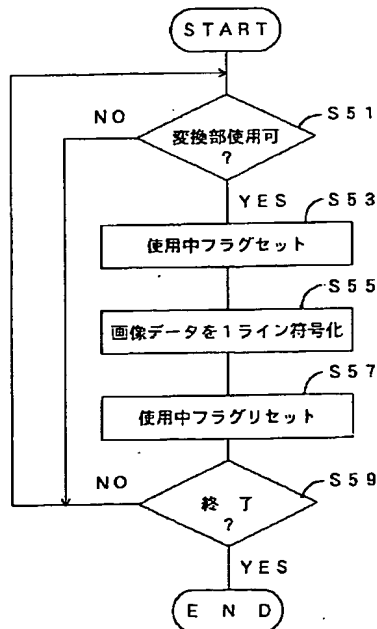 START
S51
NO
変換部使用可
?
YES
S53
使用中フラグセット
S55
画像データを1ライン符号化
S57
使用中フラグリセット
S59
NO
終 了
?
YES
END